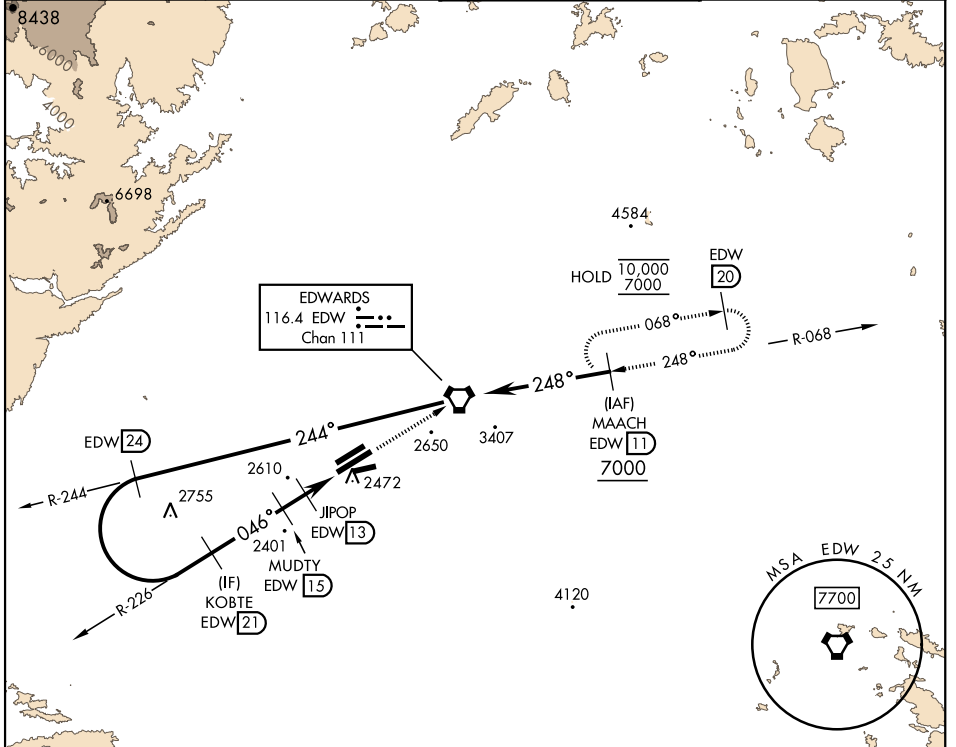 8438
6000
4000
6698
4584
HOLD 10,000
7000
EDW
20
EDWARDS
116.4 EDW
Chan 111
068°
R-068
248°
248°
(IAF)
MAACH
EDW 11
7000
EDW 24
244°
2650
3407
R-244
2610
2755
2472
046°
JIPOP
EDW 13
2401
MUDTY
EDW 15
(IF)
KOBTE
EDW 21
R-226
4120
MSA EDW 25 NM
7700